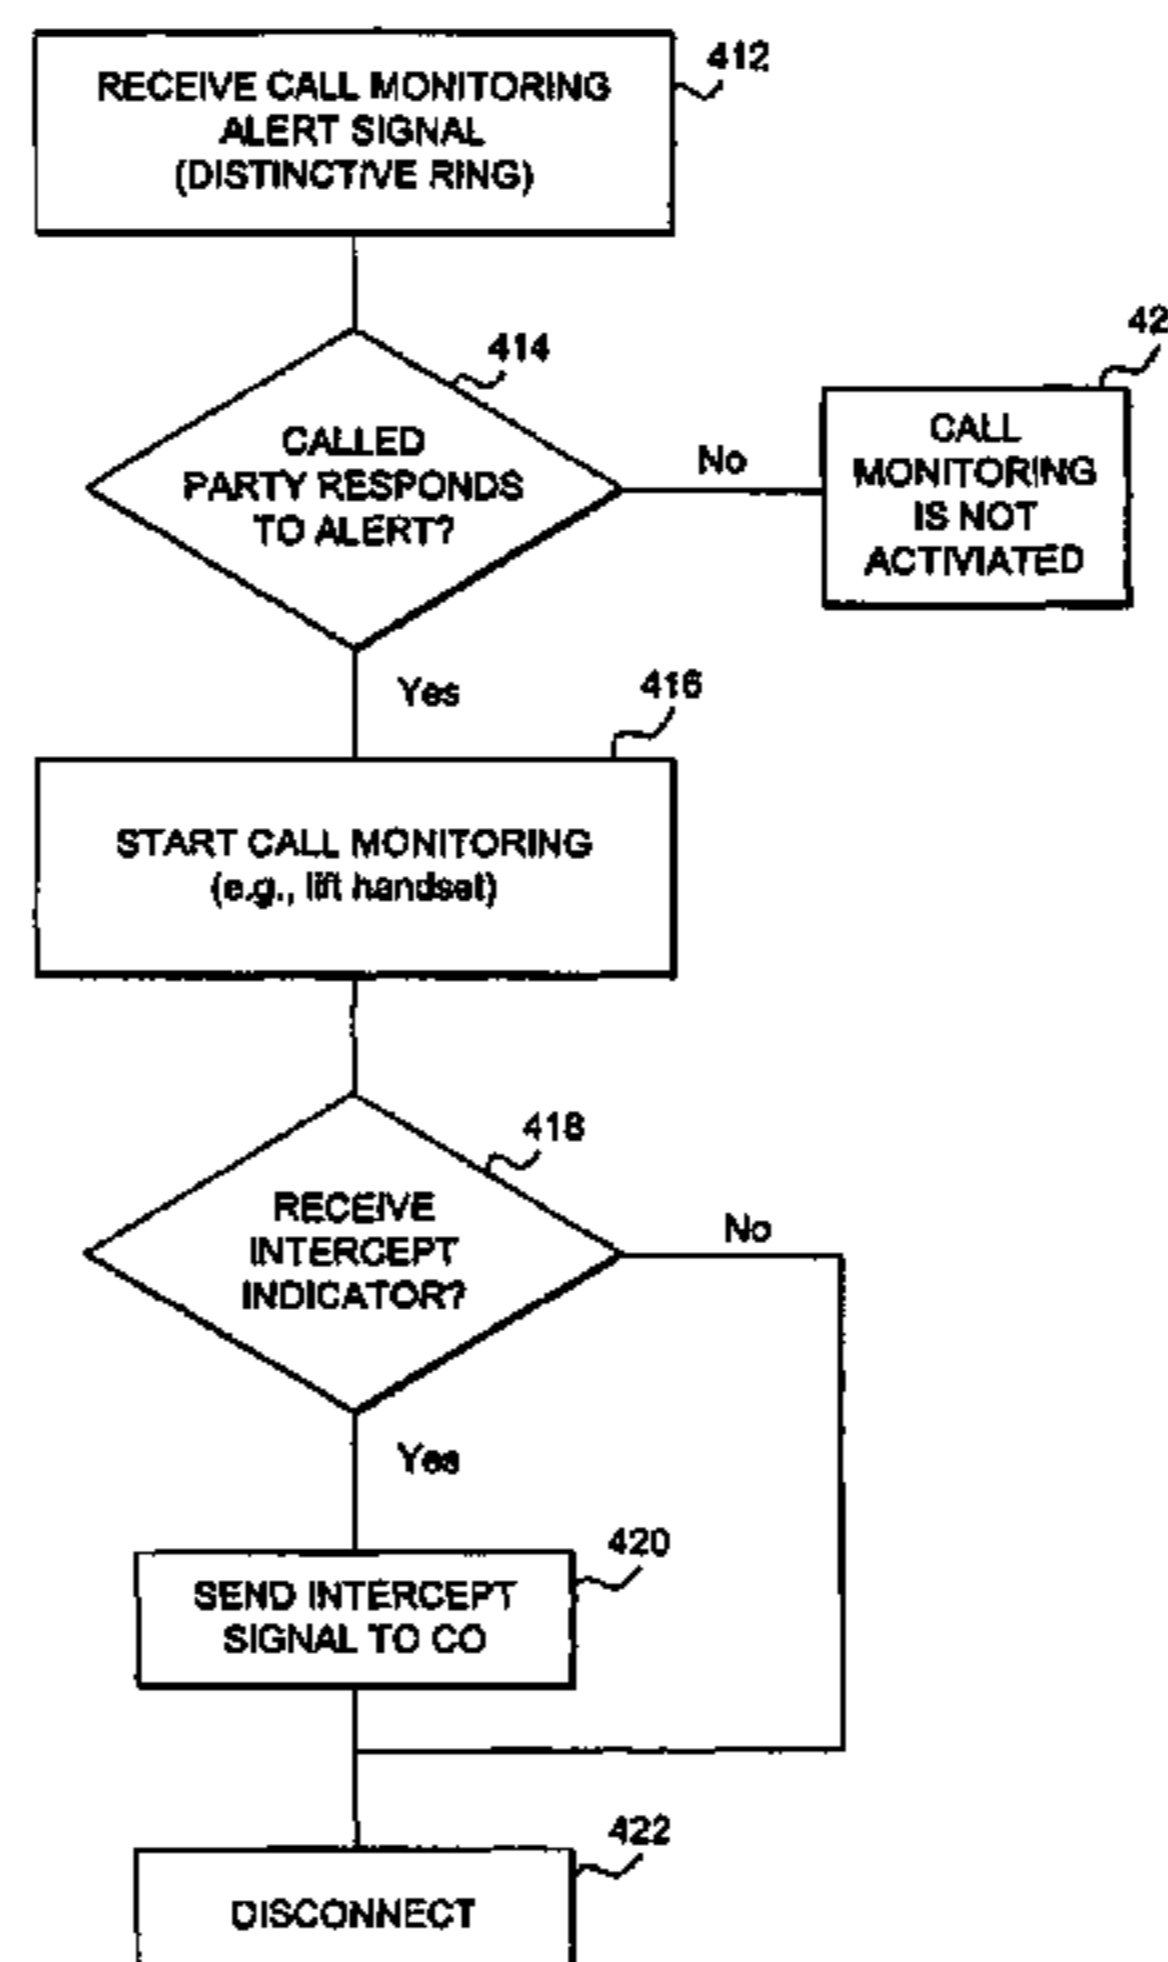 RECEIVE CALL MONITORING
ALERT SIGNAL
(DISTINCTIVE RING)
412
414
CALLED
PARTY RESPONDS
TO ALERT?
No
42
CALL
MONITORING
IS NOT
ACTIVIATED
Yes
416
START CALL MONITORING
(e.g., lift handset)
418
RECEIVE
INTERCEPT
INDICATOR?
No
Yes
420
SEND INTERCEPT
SIGNAL TO CO
422
DISCONNECT